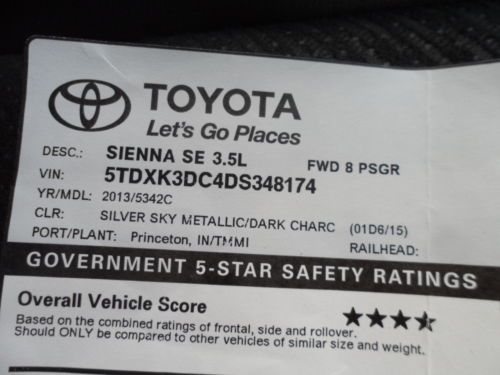 TOYOTA
Let's Go Places
DESC.: SIENNA SE 3.5L FWD 8 PSGR
VIN: 5TDXK3DC4DS348174
YR/MDL: 2013/5342C
CLR: SILVER SKY METALLIC/DARK CHARC (01D6/15)
PORT/PLANT: Princeton, IN/TMMI RAILHEAD:
GOVERNMENT 5-STAR SAFETY RATINGS
Overall Vehicle Score
Based on the combined ratings of frontal, side and rollover.
Should ONLY be compared to other vehicles of similar size and weight.